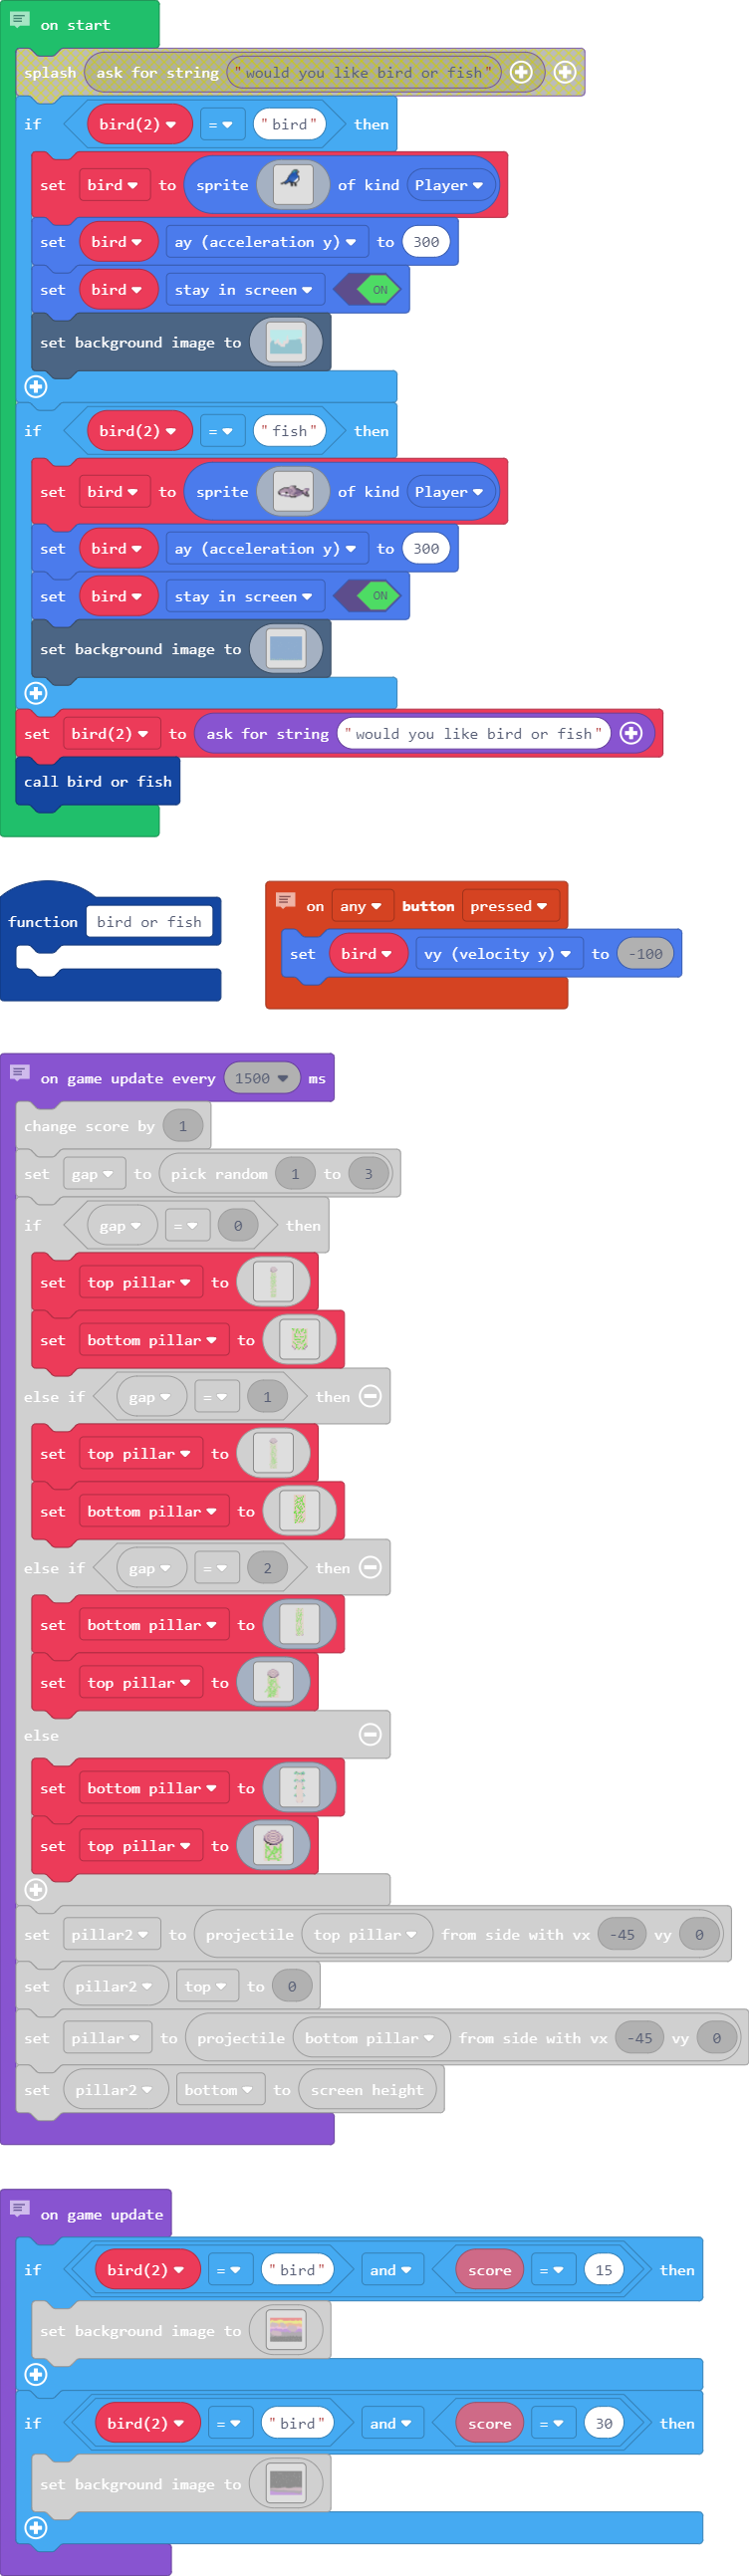 on start
splash ask for string "would you like bird or fish"
if bird(2) = "bird" then
set bird to sprite of kind Player
set bird ay (acceleration y) to 300
set bird stay in screen ON
set background image to
if bird(2) = "fish" then
set bird to sprite of kind Player
set bird ay (acceleration y) to 300
set bird stay in screen ON
set background image to
set bird(2) to ask for string "would you like bird or fish"
call bird or fish
function bird or fish
on any button pressed
set bird vy (velocity y) to -100
on game update every 1500 ms
change score by 1
set gap to pick random 1 to 3
if gap = 0 then
set top pillar to
set bottom pillar to
else if gap = 1 then
set top pillar to
set bottom pillar to
else if gap = 2 then
set bottom pillar to
set top pillar to
else
set bottom pillar to
set top pillar to
set pillar2 to projectile top pillar from side with vx -45 vy 0
set pillar2 top to 0
set pillar to projectile bottom pillar from side with vx -45 vy 0
set pillar2 bottom to screen height
on game update
if bird(2) = "bird" and score = 15 then
set background image to
if bird(2) = "bird" and score = 30 then
set background image to